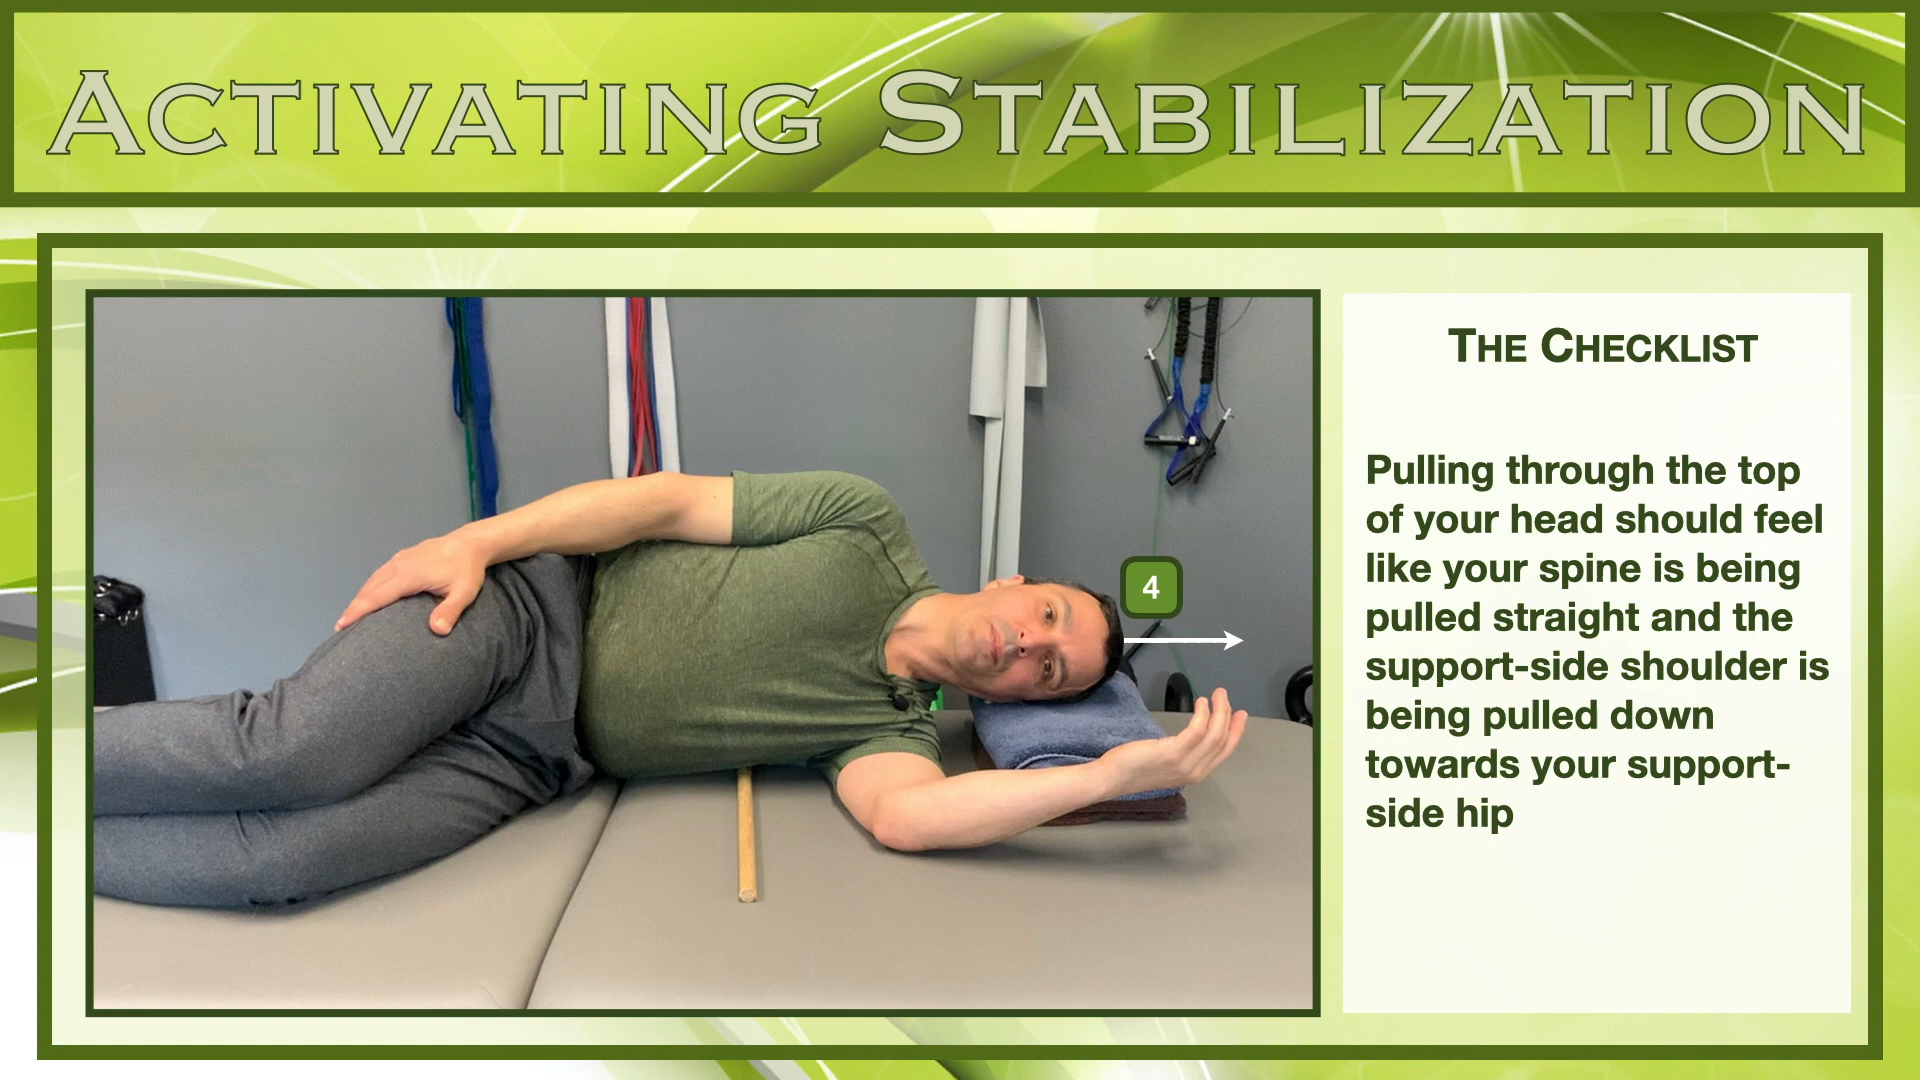 ACTIVATING STABILIZATION
THE CHECKLIST
Pulling through the top
of your head should feel
like your spine is being
pulled straight and the
support-side shoulder is
being pulled down
towards your support-
side hip
4